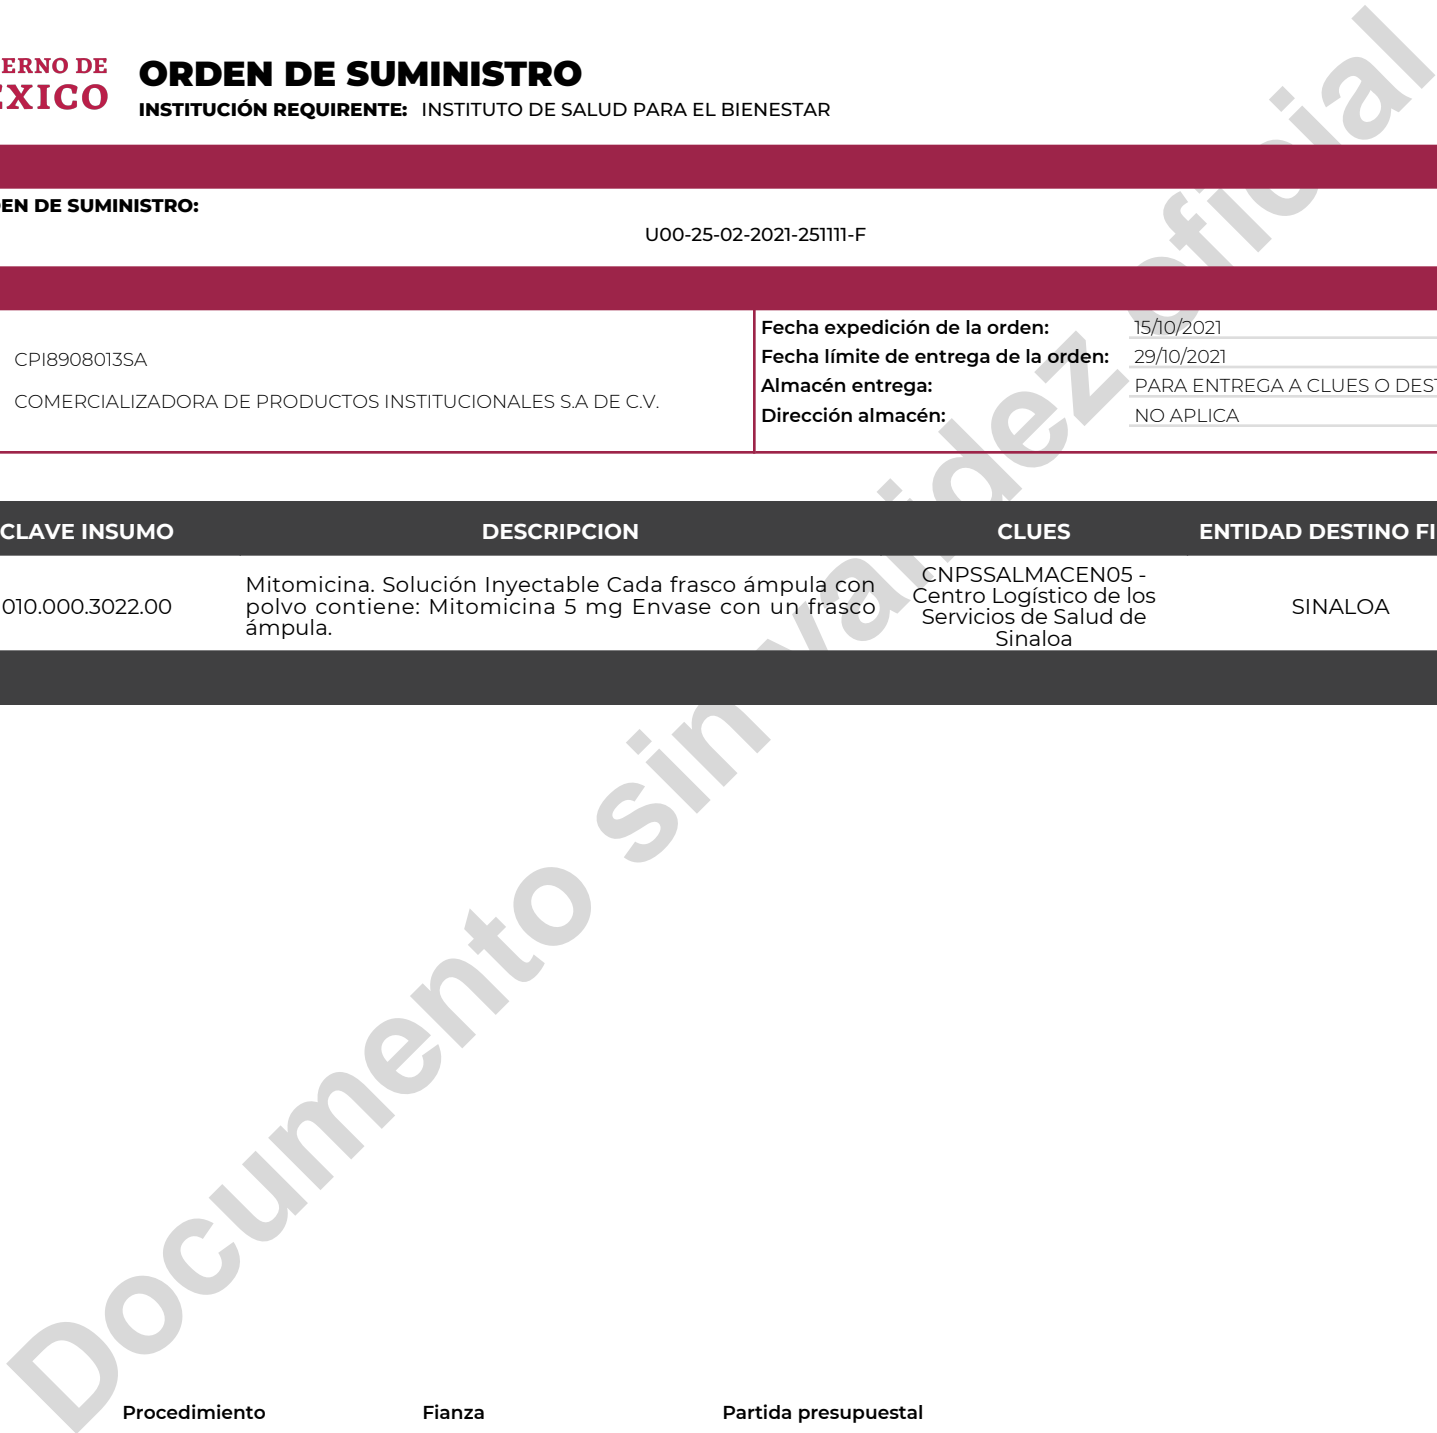 ERNO DE
ÉXICO
ORDEN DE SUMINISTRO
INSTITUCIÓN REQUIRENTE: INSTITUTO DE SALUD PARA EL BIENESTAR
EN DE SUMINISTRO:
U00-25-02-2021-251111-F
CPI8908013SA
COMERCIALIZADORA DE PRODUCTOS INSTITUCIONALES S.A DE C.V.
Fecha expedición de la orden: 15/10/2021
Fecha límite de entrega de la orden: 29/10/2021
Almacén entrega: PARA ENTREGA A CLUES O DEST
Dirección almacén: NO APLICA
CLAVE INSUMO DESCRIPCION CLUES ENTIDAD DESTINO FI
010.000.3022.00
Mitomicina. Solución Inyectable Cada frasco ámpula con
polvo contiene: Mitomicina 5 mg Envase con un frasco
ámpula.
CNPSSALMACEN05 -
Centro Logístico de los
Servicios de Salud de
Sinaloa
SINALOA
Documento sin validez oficial
Procedimiento Fianza Partida presupuestal